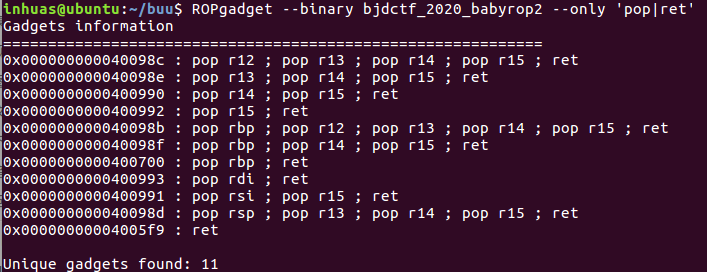 inhuas@ubuntu:~/buu$ ROPgadget --binary bjdctf_2020_babyrop2 --only 'pop|ret'
Gadgets information
============================================================
0x000000000040098c : pop r12 ; pop r13 ; pop r14 ; pop r15 ; ret
0x000000000040098e : pop r13 ; pop r14 ; pop r15 ; ret
0x0000000000400990 : pop r14 ; pop r15 ; ret
0x0000000000400992 : pop r15 ; ret
0x000000000040098b : pop rbp ; pop r12 ; pop r13 ; pop r14 ; pop r15 ; ret
0x000000000040098f : pop rbp ; pop r14 ; pop r15 ; ret
0x0000000000400700 : pop rbp ; ret
0x0000000000400993 : pop rdi ; ret
0x0000000000400991 : pop rsi ; pop r15 ; ret
0x000000000040098d : pop rsp ; pop r13 ; pop r14 ; pop r15 ; ret
0x00000000004005f9 : ret

Unique gadgets found: 11